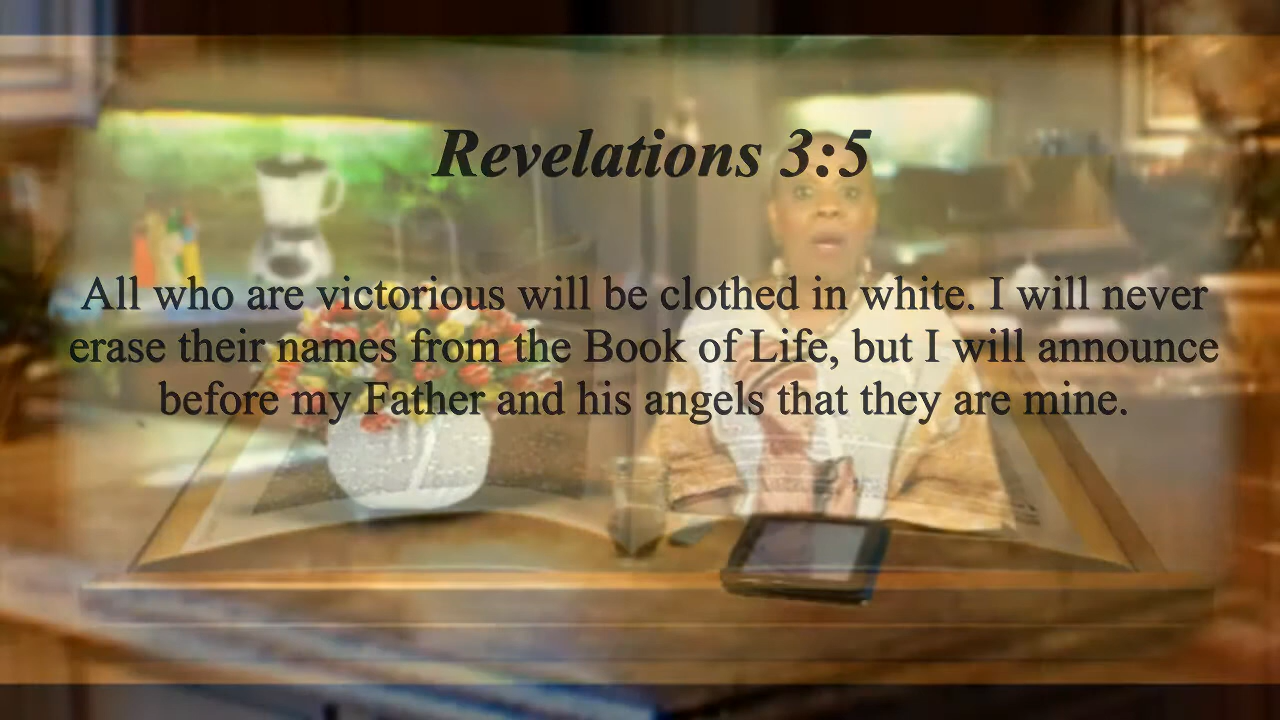 Revelations 3:5
All who are victorious will be clothed in white. I will never
erase their names from the Book of Life, but I will announce
before my Father and his angels that they are mine.